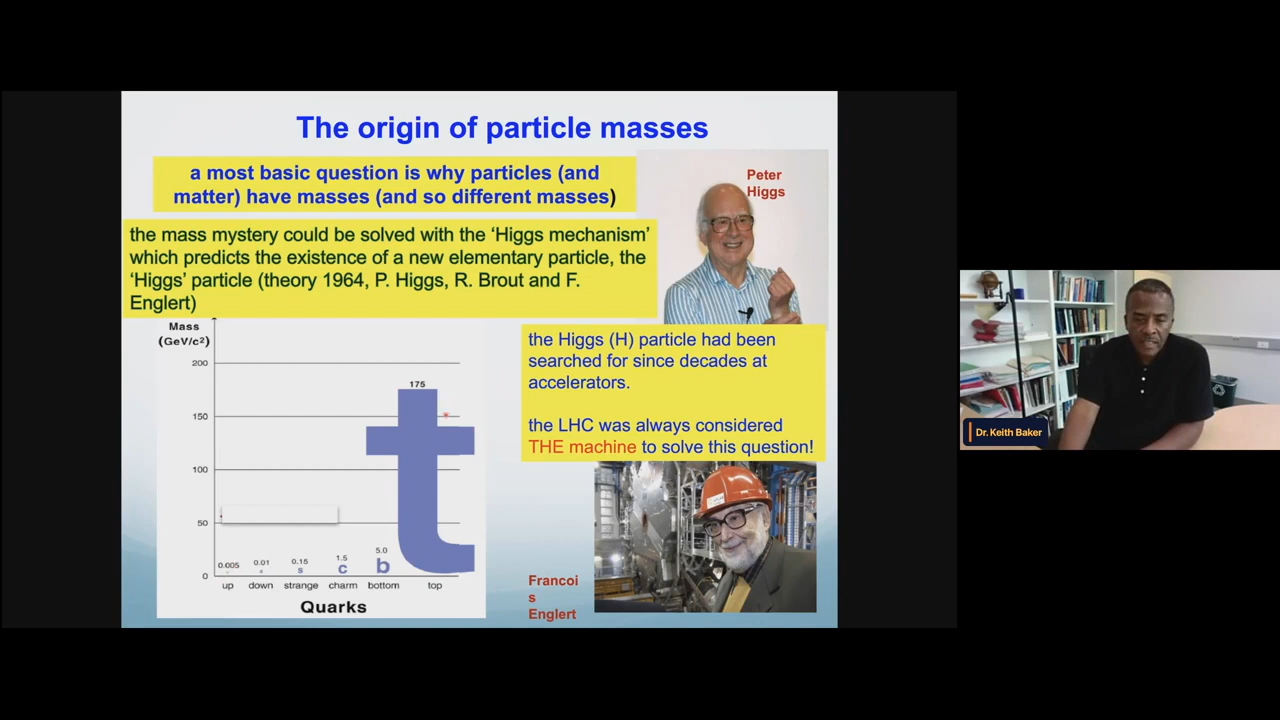 The origin of particle masses
a most basic question is why particles (and
matter) have masses (and so different masses)
Peter
Higgs
the mass mystery could be solved with the ‘Higgs mechanism’
which predicts the existence of a new elementary particle, the
‘Higgs’ particle (theory 1964, P. Higgs, R. Brout and F.
Englert)
Mass
(GeV/c²)
200
150
100
50
0
175
0.005
0.01
0.15
1.5
5.0
s
c
b
t
up
down
strange
charm
bottom
top
Quarks
the Higgs (H) particle had been
searched for since decades at
accelerators.
the LHC was always considered
THE machine to solve this question!
Francoi
s
Englert
Dr. Keith Baker